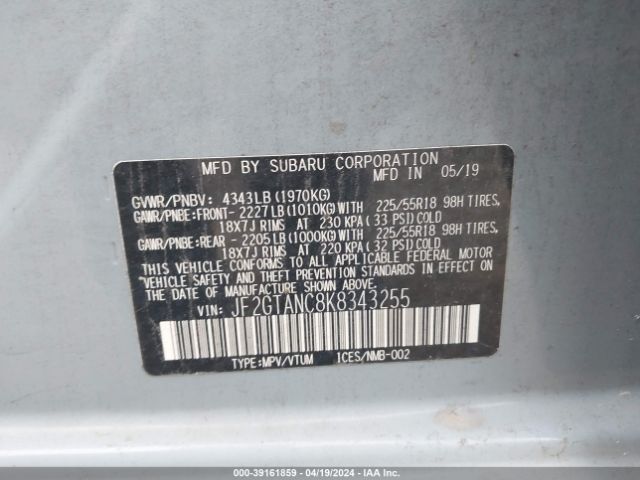 MFD BY SUBARU CORPORATION
MFD IN 05/19
GVWR/PNBV: 4343LB (1970KG)
GAWR/PNBE:FRONT- 2227LB (1010KG) WITH 225/55R18 98H TIRES,
18X7J RIMS AT 230 KPA ( 33 PSI) COLD
GAWR/PNBE:REAR - 2205LB (1000KG) WITH 225/55R18 98H TIRES,
18X7J RIMS AT 220 KPA ( 32 PSI) COLD
THIS VEHICLE CONFORMS TO ALL APPLICABLE FEDERAL MOTOR
VEHICLE SAFETY AND THEFT PREVENTION STANDARDS IN EFFECT ON THE
DATE OF MANUFACTURE SHOWN ABOVE.
VIN: JF2GTANC8K8343255
TYPE:MPV/VTUM 1CES/NMB-002
000-39161859 - 04/19/2024 - IAAI.com